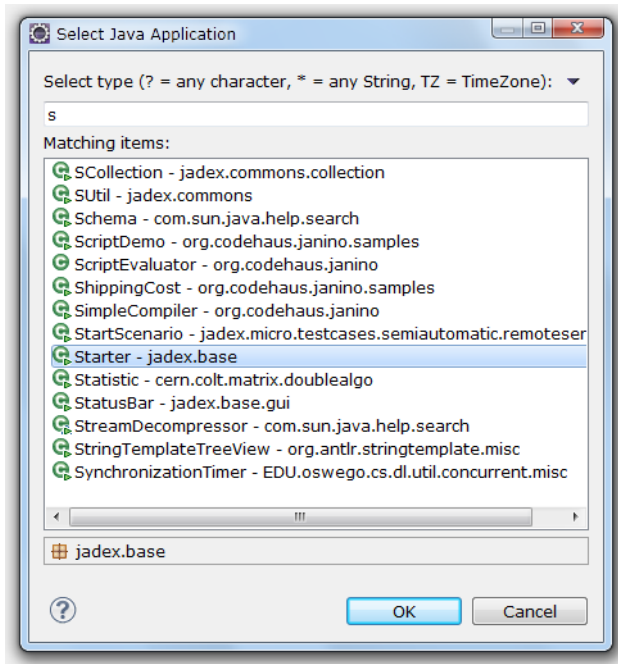 Select Java Application
Select type (? = any character, * = any String, TZ = TimeZone):
s
Matching items:
SCollection - jadex.commons.collection
SUtil - jadex.commons
Schema - com.sun.java.help.search
ScriptDemo - org.codehaus.janino.samples
ScriptEvaluator - org.codehaus.janino
ShippingCost - org.codehaus.janino.samples
SimpleCompiler - org.codehaus.janino
StartScenario - jadex.micro.testcases.semiautomatic.remoteser
Starter - jadex.base
Statistic - cern.colt.matrix.doublealgo
StatusBar - jadex.base.gui
StreamDecompressor - com.sun.java.help.search
StringTemplateTreeView - org.antlr.stringtemplate.misc
SynchronizationTimer - EDU.oswego.cs.dl.util.concurrent.misc
jadex.base
OK Cancel